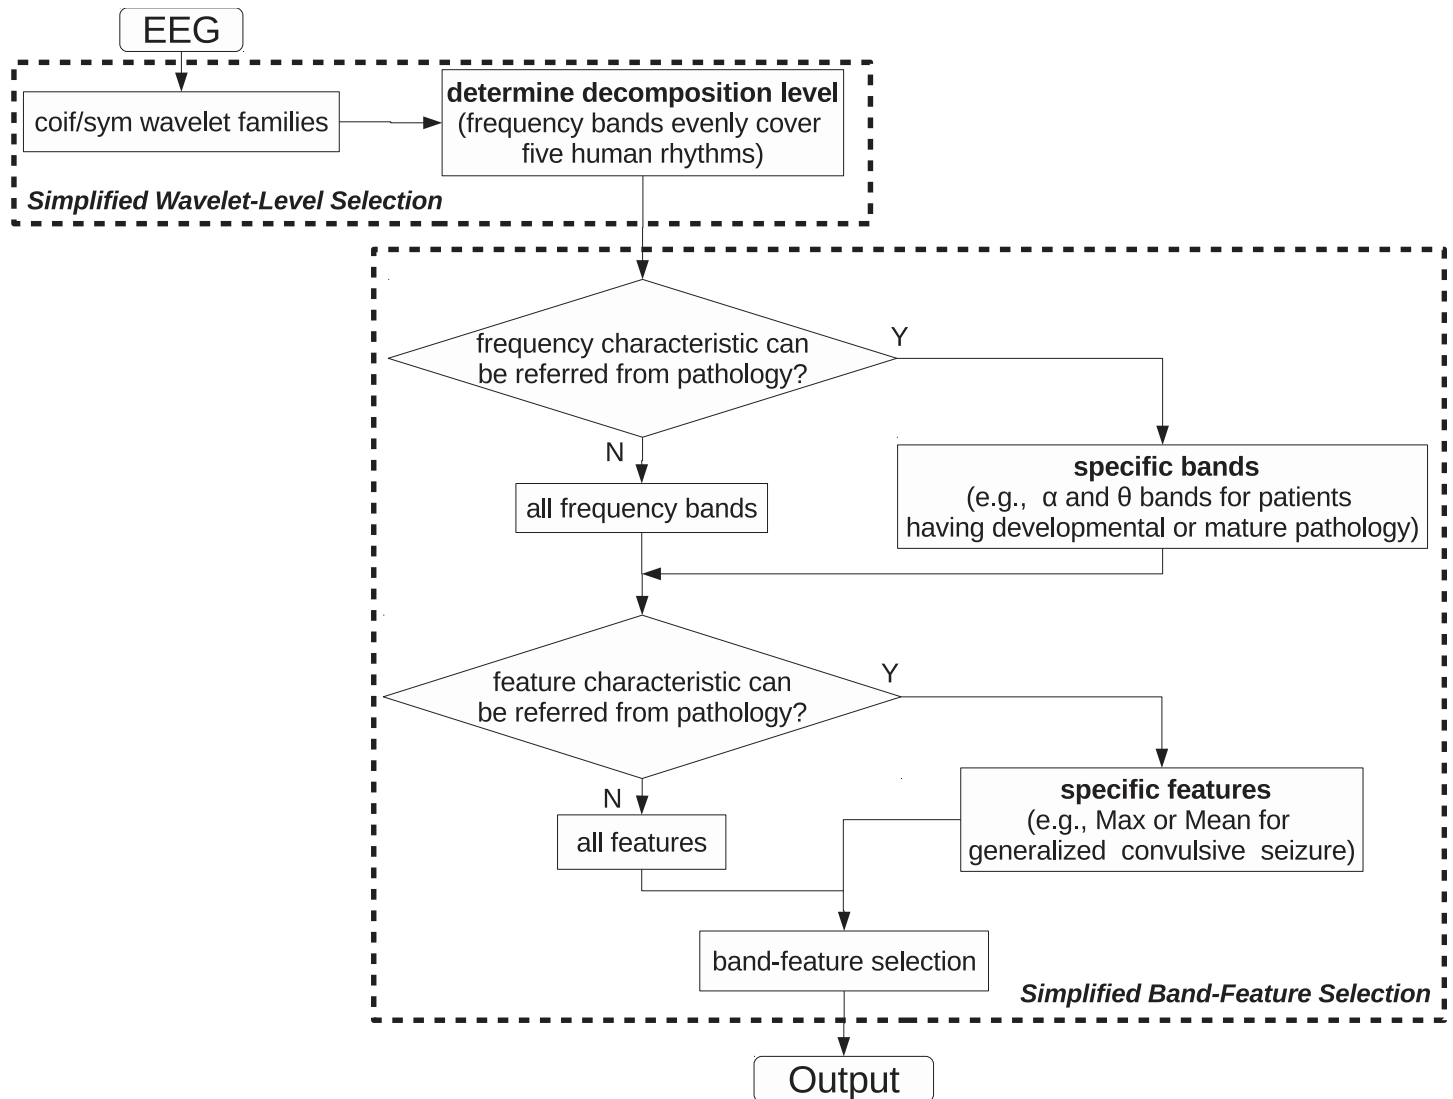 EEG
coif/sym wavelet families
determine decomposition level
(frequency bands evenly cover
five human rhythms)
Simplified Wavelet-Level Selection
frequency characteristic can
be referred from pathology?
Y
N
all frequency bands
specific bands
(e.g., α and θ bands for patients
having developmental or mature pathology)
feature characteristic can
be referred from pathology?
Y
N
all features
specific features
(e.g., Max or Mean for
generalized convulsive seizure)
band-feature selection
Simplified Band-Feature Selection
Output